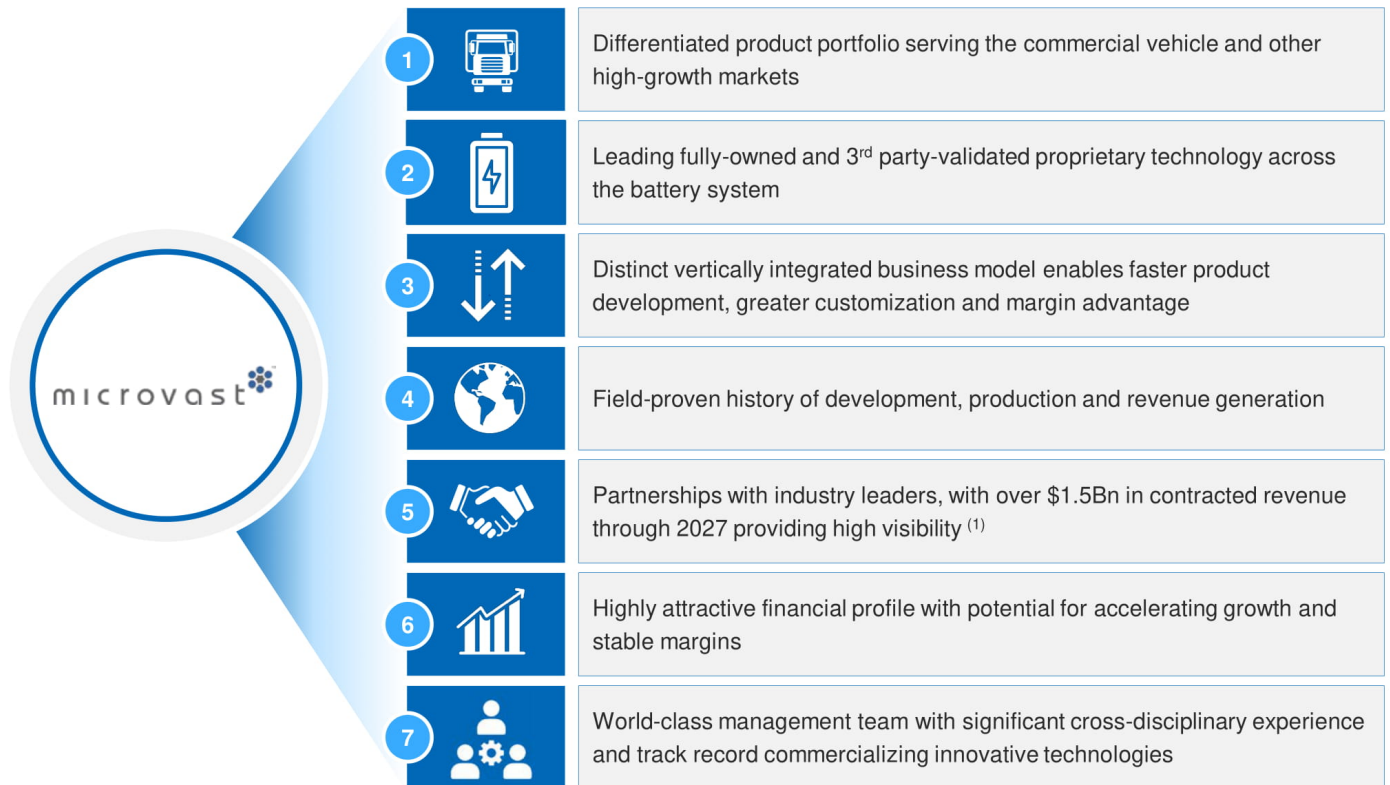 microvast™
1
Differentiated product portfolio serving the commercial vehicle and other
high-growth markets
2
Leading fully-owned and 3rd party-validated proprietary technology across
the battery system
3
Distinct vertically integrated business model enables faster product
development, greater customization and margin advantage
4
Field-proven history of development, production and revenue generation
5
Partnerships with industry leaders, with over $1.5Bn in contracted revenue
through 2027 providing high visibility (1)
6
Highly attractive financial profile with potential for accelerating growth and
stable margins
7
World-class management team with significant cross-disciplinary experience
and track record commercializing innovative technologies